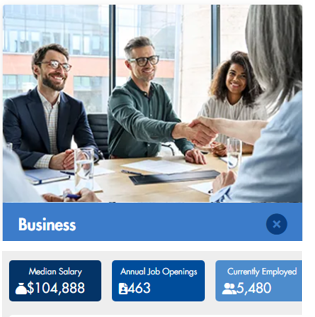 Business
Median Salary
$104,888
Annual Job Openings
463
Currently Employed
5,480